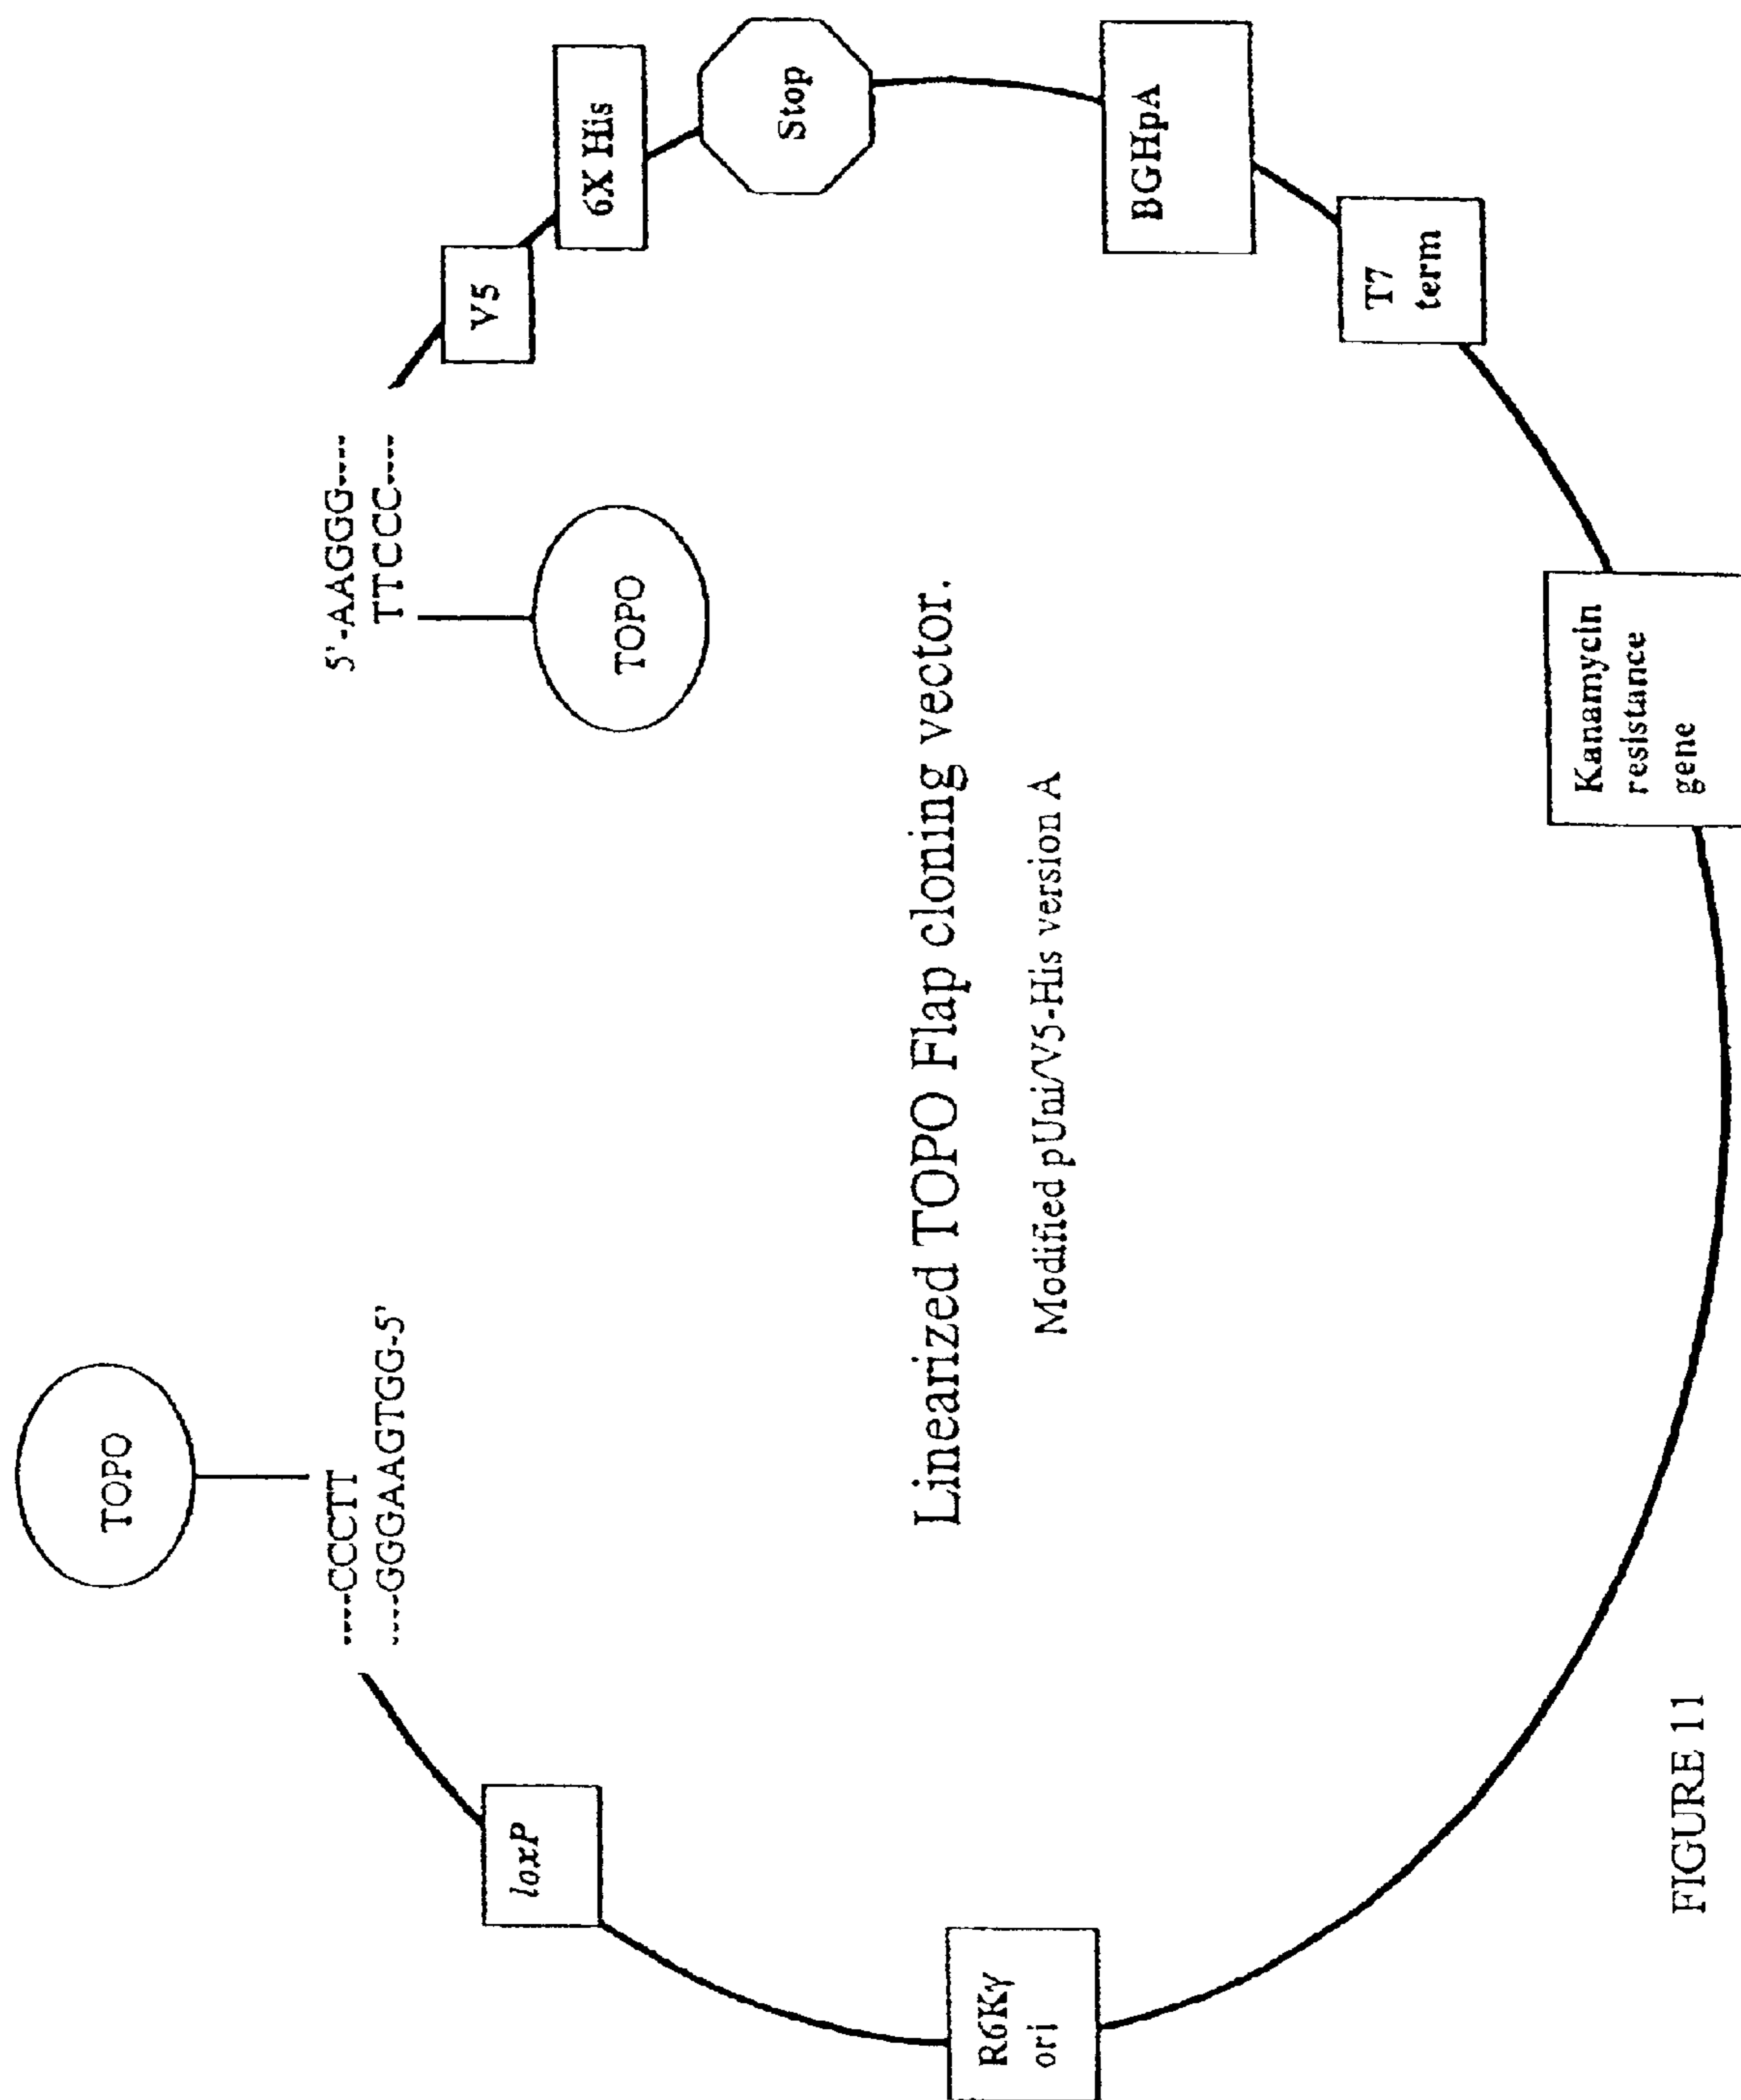 TOPO
----CCCTT
----GGGAAGTGG-5'
5'-AAGGG----
TTCCC----
TOPO
loxP
V5
6X His
Stop
R6Kγ
ori
Linearized TOPO Flap cloning vector.
Modified pUni/V5-His version A
BGHpA
T7
term
Kanamycin
resistance
gene
FIGURE 11